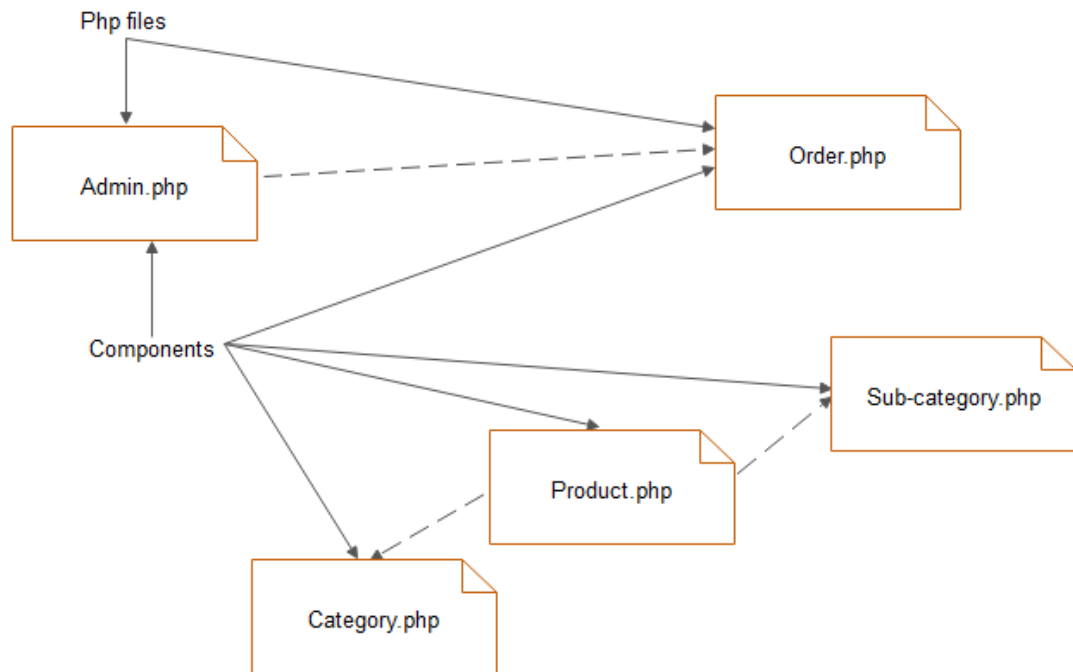 Php files
Order.php
Admin.php
Components
Sub-category.php
Product.php
Category.php